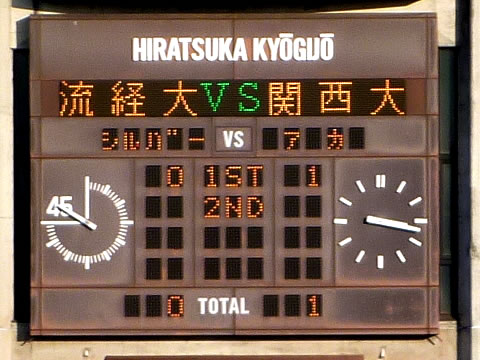 HIRATSUKA KYŌGIJŌ
流経大VS関西大
シルバー VS アカ
0 1ST 1
2ND
45
0 TOTAL 1